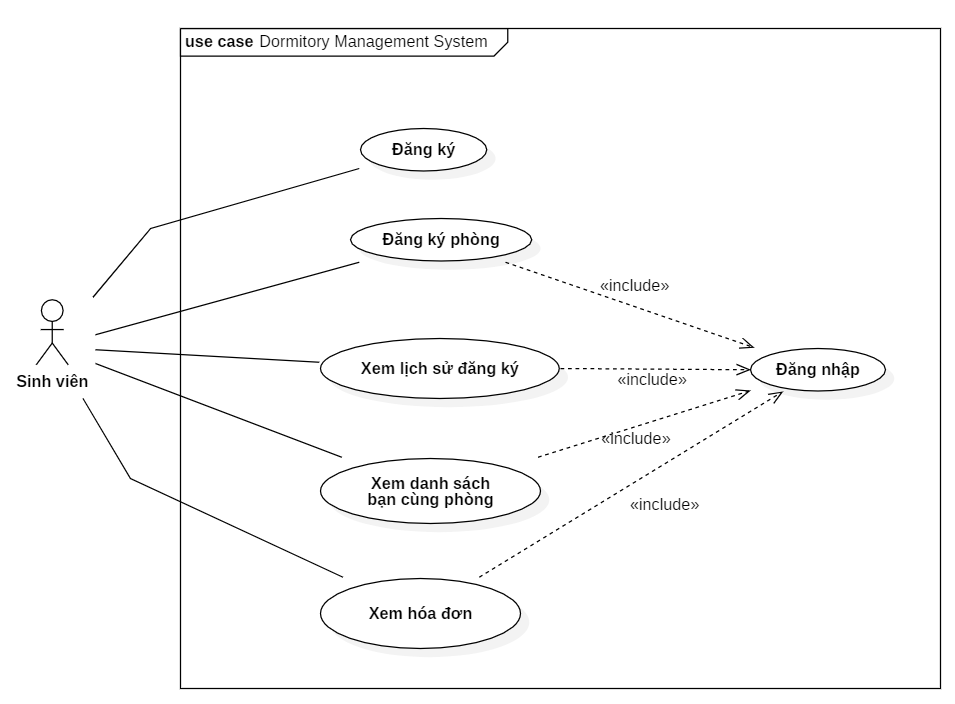 use case Dormitory Management System
Đăng ký
Đăng ký phòng
«include»
Sinh viên
Xem lịch sử đăng ký
«include»
Đăng nhập
«include»
Xem danh sách
bạn cùng phòng
«include»
Xem hóa đơn